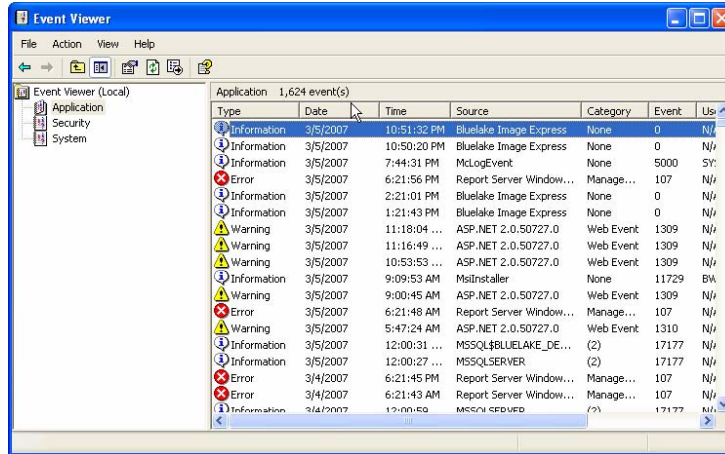 Event Viewer
File Action View Help
Event Viewer (Local)
Application
Security
System
Application 1,624 event(s)
Type Date Time Source Category Event
Information 3/5/2007 10:51:32 PM Bluelake Image Express None 0 N/
Information 3/5/2007 10:50:20 PM Bluelake Image Express None 0 N/
Information 3/5/2007 7:44:31 PM McLogEvent None 5000 SY
Error 3/5/2007 6:21:56 PM Report Server Window... Manage... 107 N/
Information 3/5/2007 2:21:01 PM Bluelake Image Express None 0 N/
Information 3/5/2007 1:21:43 PM Bluelake Image Express None 0 N/
Warning 3/5/2007 11:18:04 ... ASP.NET 2.0.50727.0 Web Event 1309 N/
Warning 3/5/2007 11:16:49 ... ASP.NET 2.0.50727.0 Web Event 1309 N/
Warning 3/5/2007 10:53:53 ... ASP.NET 2.0.50727.0 Web Event 1309 N/
Information 3/5/2007 9:09:53 AM MsiInstaller None 11729 BW
Warning 3/5/2007 9:00:45 AM ASP.NET 2.0.50727.0 Web Event 1309 N/
Error 3/5/2007 6:21:48 AM Report Server Window... Manage... 107 N/
Warning 3/5/2007 5:47:24 AM ASP.NET 2.0.50727.0 Web Event 1310 N/
Information 3/5/2007 12:00:31 ... MSSQL$BLUELAKE_DE... (2) 17177 N/
Information 3/5/2007 12:00:27 ... MSSQLSERVER (2) 17177 N/
Error 3/4/2007 6:21:45 PM Report Server Window... Manage... 107 N/
Error 3/4/2007 6:21:43 AM Report Server Window... Manage... 107 N/
Information 3/4/2007 12:00:59 MSSQLSERVER (2) 17177 N/